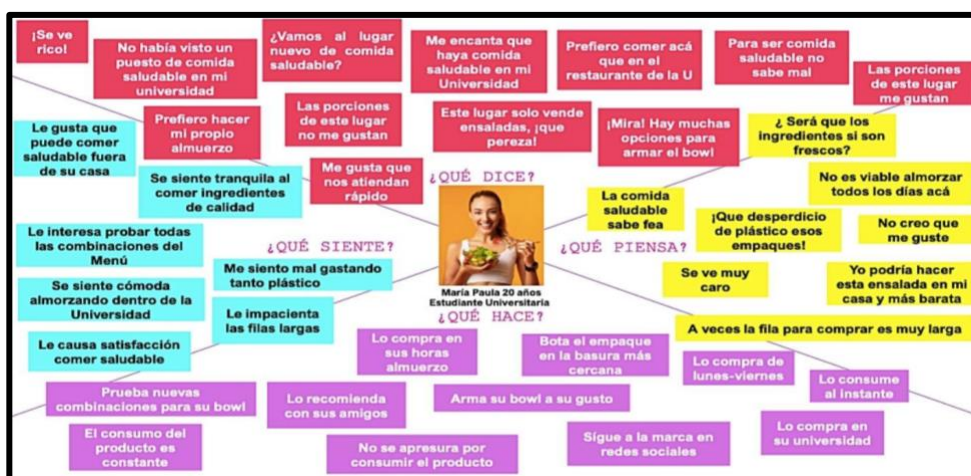 ¡Se ve
rico!
No había visto un
puesto de comida
saludable en mi
universidad
¿Vamos al lugar
nuevo de comida
saludable?
Me encanta que
haya comida
saludable en mi
Universidad
Prefiero comer acá
que en el
restaurante de la U
Para ser comida
saludable no
sabe mal
Las porciones
de este lugar
me gustan
Prefiero hacer
mi propio
almuerzo
Las porciones
de este lugar
no me gustan
Este lugar solo vende
ensaladas, ¡que
pereza!
¡Mira! Hay muchas
opciones para
armar el bowl
Me gusta que
nos atiendan
rápido
¿QUÉ DICE?
Le gusta que
puede comer
saludable fuera
de su casa
Se siente tranquila al
comer ingredientes
de calidad
Le interesa probar todas
las combinaciones del
Menú
¿QUÉ SIENTE?
Me siento mal gastando
tanto plástico
Se siente cómoda
almorzando dentro de la
Universidad
Le impacienta
las filas largas
Le causa satisfacción
comer saludable
¿ Será que los
ingredientes si son
frescos?
La comida
saludable
sabe fea
No es viable almorzar
todos los días acá
¡Que desperdicio
de plástico esos
empaques!
No creo que
me guste
¿QUÉ PIENSA?
Se ve muy
caro
Yo podría hacer
esta ensalada en mi
casa y más barata
A veces la fila para comprar es muy larga
María Paula 20 años
Estudiante Universitaria
¿QUÉ HACE?
Lo compra en
sus horas
almuerzo
Bota el empaque
en la basura más
cercana
Lo compra de
lunes-viernes
Lo consume
al instante
Prueba nuevas
combinaciones para su bowl
Lo recomienda
con sus amigos
Arma su bowl a su gusto
El consumo del
producto es
constante
No se apresura por
consumir el producto
Sigue a la marca en
redes sociales
Lo compra en
su universidad